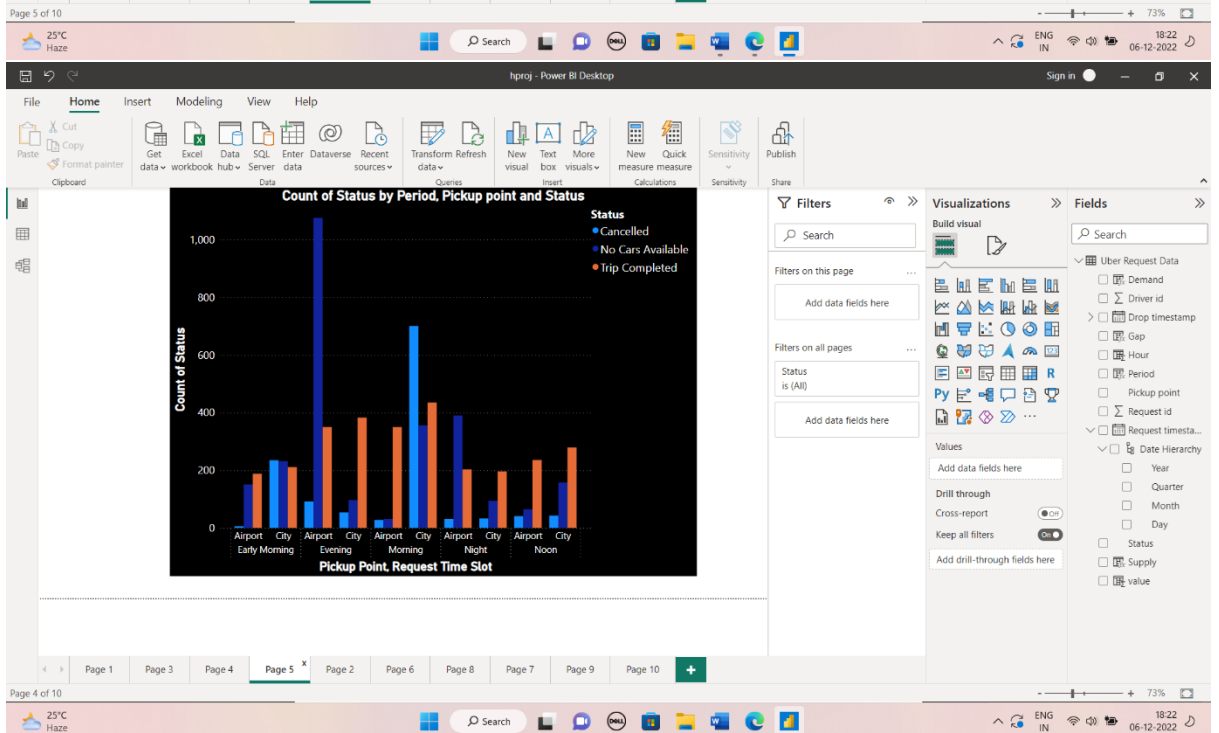 Page 5 of 10
- + 73%
25°C
Haze
Search
DELL
ENG
IN
18:22
06-12-2022
hproj - Power BI Desktop
Sign in
File Home Insert Modeling View Help
Paste
Cut
Copy
Format painter
Get data
Excel workbook
Data hub
SQL Server
Enter data
Dataverse
Recent sources
Transform data
Refresh
New visual
Text box
More visuals
New measure
Quick measure
Sensitivity
Publish
Clipboard Data Queries Insert Calculations Sensitivity Share
Count of Status by Period, Pickup point and Status
Status
Cancelled
No Cars Available
Trip Completed
Count of Status
1,000
800
600
400
200
0
Airport City Airport City Airport City Airport City Airport City
Early Morning Evening Morning Night Noon
Pickup Point, Request Time Slot
Filters
Search
Filters on this page ...
Add data fields here
Filters on all pages ...
Status
is (All)
Add data fields here
Visualizations
Build visual
123
R
Py
...
Values
Add data fields here
Drill through
Cross-report Off
Keep all filters On
Add drill-through fields here
Fields
Search
Uber Request Data
Demand
Driver id
Drop timestamp
Gap
Hour
Period
Pickup point
Request id
Request timesta...
Date Hierarchy
Year
Quarter
Month
Day
Status
Supply
value
Page 1 Page 3 Page 4 Page 5 x Page 2 Page 6 Page 8 Page 7 Page 9 Page 10 +
Page 4 of 10
- + 73%
25°C
Haze
Search
DELL
ENG
IN
18:22
06-12-2022